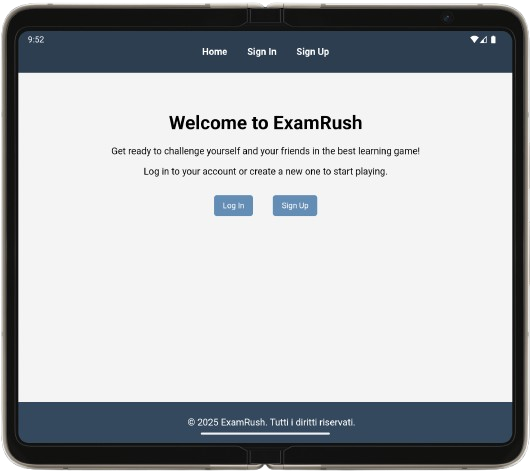 9:52
Home Sign In Sign Up
Welcome to ExamRush
Get ready to challenge yourself and your friends in the best learning game!
Log in to your account or create a new one to start playing.
Log In Sign Up
© 2025 ExamRush. Tutti i diritti riservati.